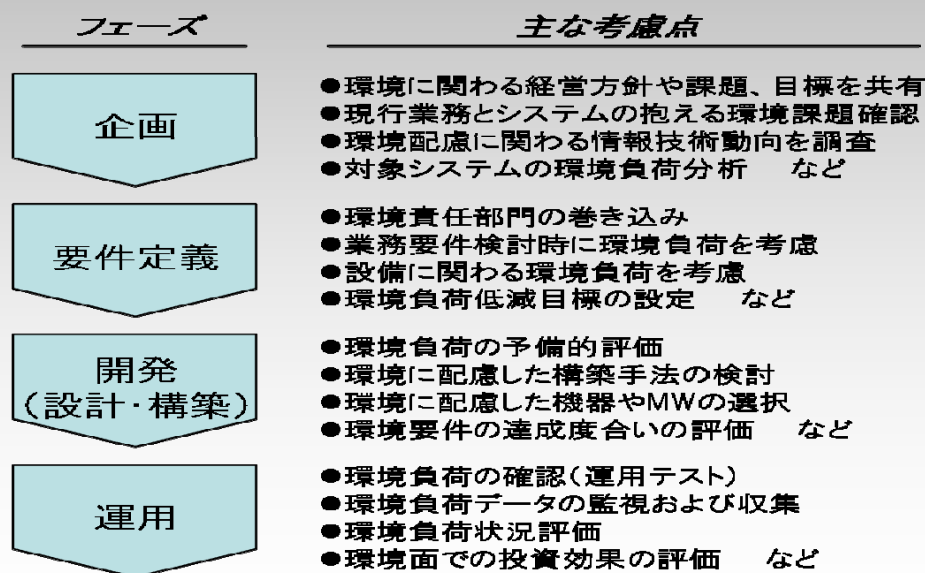 フェーズ
主な考慮点
企画
●環境に関わる経営方針や課題、目標を共有
●現行業務とシステムの抱える環境課題確認
●環境配慮に関わる情報技術動向を調査
●対象システムの環境負荷分析 など
要件定義
●環境責任部門の巻き込み
●業務要件検討時に環境負荷を考慮
●設備に関わる環境負荷を考慮
●環境負荷低減目標の設定 など
開発
(設計・構築)
●環境負荷の予備的評価
●環境に配慮した構築手法の検討
●環境に配慮した機器やMWの選択
●環境要件の達成度合いの評価 など
運用
●環境負荷の確認(運用テスト)
●環境負荷データの監視および収集
●環境負荷状況評価
●環境面での投資効果の評価 など